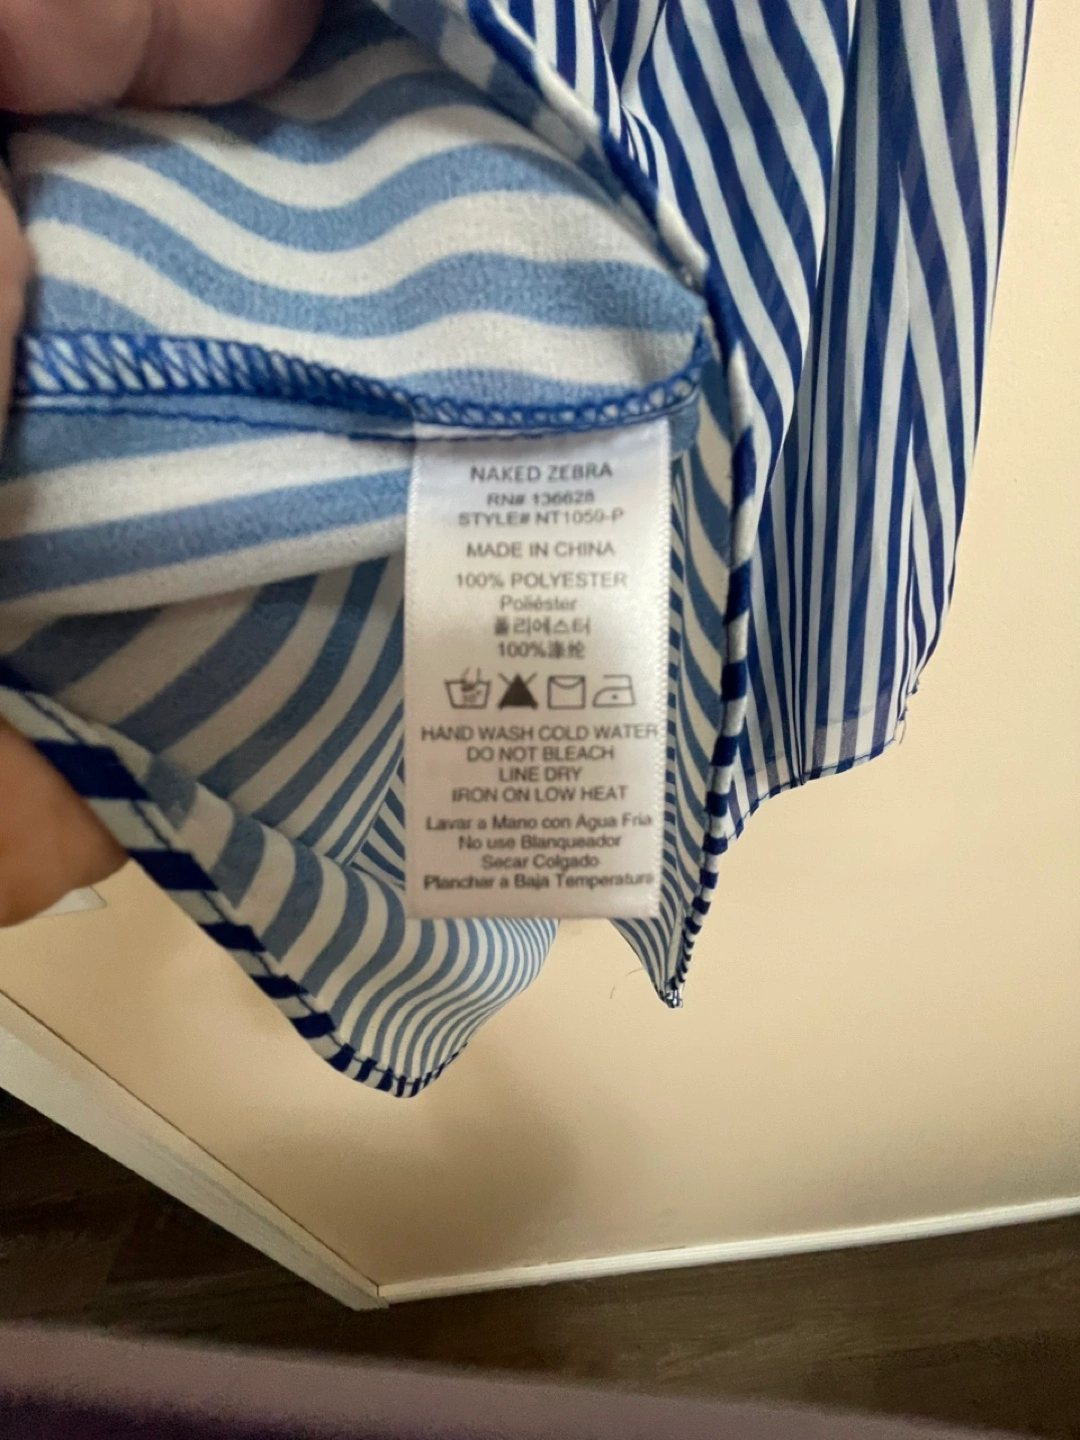 NAKED ZEBRA
RN# 136628
STYLE# NT1059-P
MADE IN CHINA
100% POLYESTER
Poliéster
폴리에스터
100%涤纶
30°
HAND WASH COLD WATER
DO NOT BLEACH
LINE DRY
IRON ON LOW HEAT
Lavar a Mano con Agua Fria
No use Blanqueador
Secar Colgado
Planchar a Baja Temperatura